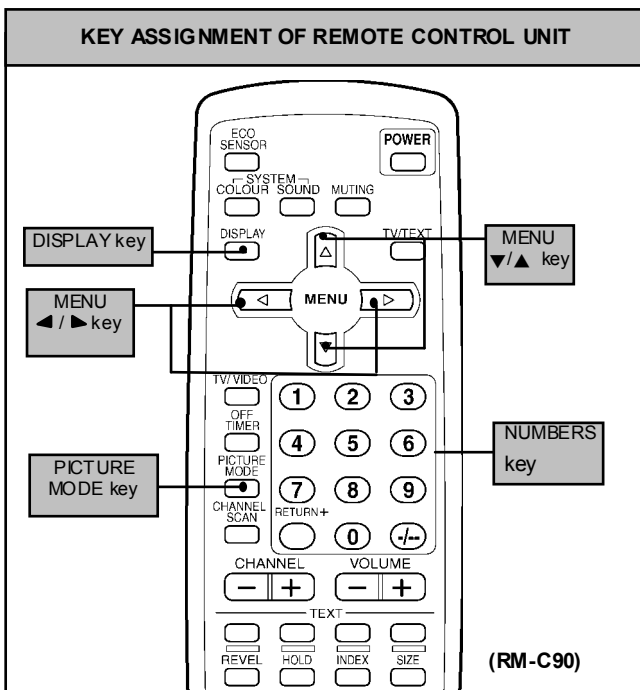 KEY ASSIGNMENT OF REMOTE CONTROL UNIT
ECO
SENSOR
POWER
SYSTEM
COLOUR SOUND MUTING
DISPLAY
TV/TEXT
DISPLAY key
MENU
▼/▲ key
MENU
MENU
◄ / ► key
TV/VIDEO
1 2 3
OFF
TIMER
4 5 6
NUMBERS
key
PICTURE
MODE
PICTURE
MODE key
7 8 9
CHANNEL
SCAN
RETURN+
0 -/--
CHANNEL VOLUME
− + − +
TEXT
REVEL HOLD INDEX SIZE
(RM-C90)